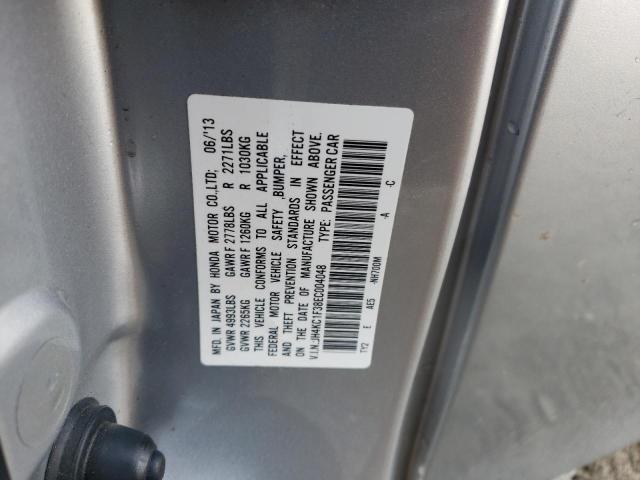 MFD. IN JAPAN BY HONDA MOTOR CO.,LTD; 06/'13
GVWR 4993LBS GAWR F 2778LBS R 2271LBS
GVWR 2265KG GAWR F 1260KG R 1030KG
THIS VEHICLE CONFORMS TO ALL APPLICABLE
FEDERAL MOTOR VEHICLE SAFETY ,BUMPER,
AND THEFT PREVENTION STANDARDS IN EFFECT
ON THE DATE OF MANUFACTURE SHOWN ABOVE.
V.I.N.:JH4KC1F38EC004048 TYPE: PASSENGER CAR
TY2 E AE5 -NH700M -A -C